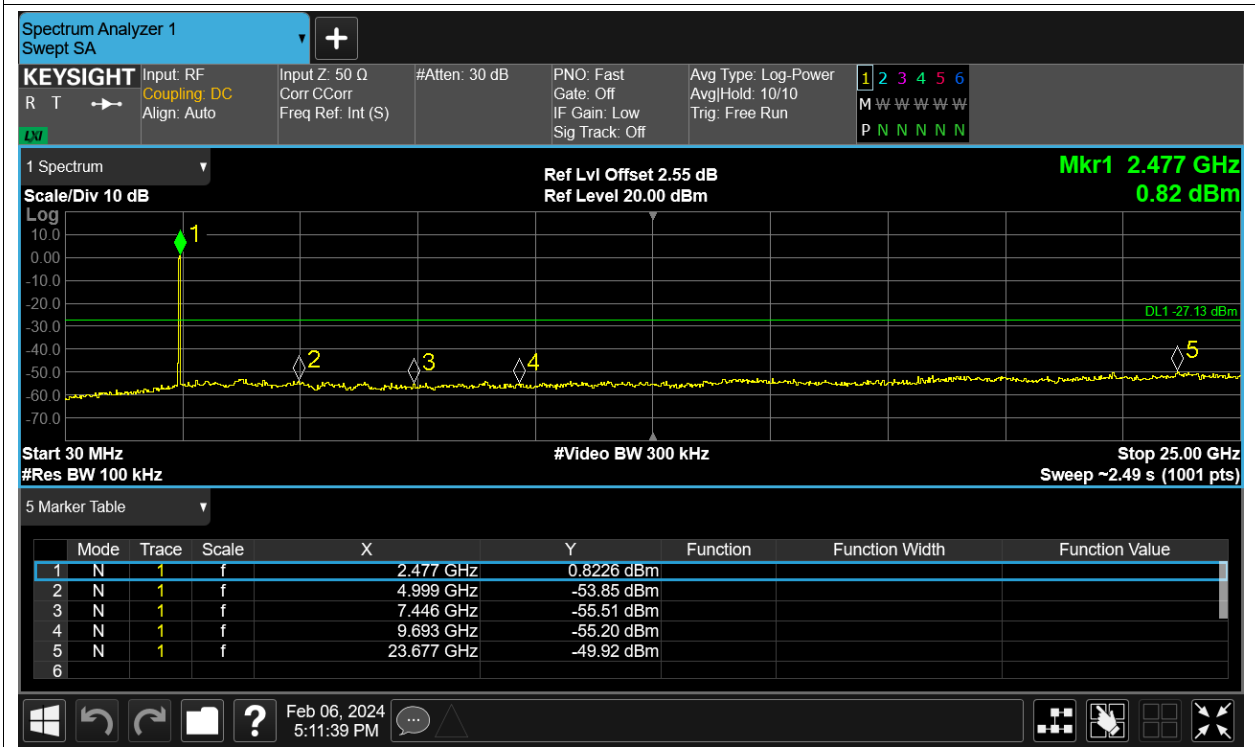 Spectrum Analyzer 1
Swept SA
KEYSIGHT
R T
LXI
Input: RF
Coupling: DC
Align: Auto
Input Z: 50 Ω
Corr CCorr
Freq Ref: Int (S)
#Atten: 30 dB
PNO: Fast
Gate: Off
IF Gain: Low
Sig Track: Off
Avg Type: Log-Power
Avg|Hold: 10/10
Trig: Free Run
1 2 3 4 5 6
M W W W W W
P N N N N N
1 Spectrum
Scale/Div 10 dB
Ref Lvl Offset 2.55 dB
Ref Level 20.00 dBm
Mkr1 2.477 GHz
0.82 dBm
Log
10.0
0.00
-10.0
-20.0
-30.0
-40.0
-50.0
-60.0
-70.0
1
DL1 -27.13 dBm
2
3
4
5
Start 30 MHz
#Video BW 300 kHz
Stop 25.00 GHz
#Res BW 100 kHz
Sweep ~2.49 s (1001 pts)
5 Marker Table
Mode Trace Scale X Y Function Function Width Function Value
1 N 1 f 2.477 GHz 0.8226 dBm
2 N 1 f 4.999 GHz -53.85 dBm
3 N 1 f 7.446 GHz -55.51 dBm
4 N 1 f 9.693 GHz -55.20 dBm
5 N 1 f 23.677 GHz -49.92 dBm
6
?
Feb 06, 2024
5:11:39 PM